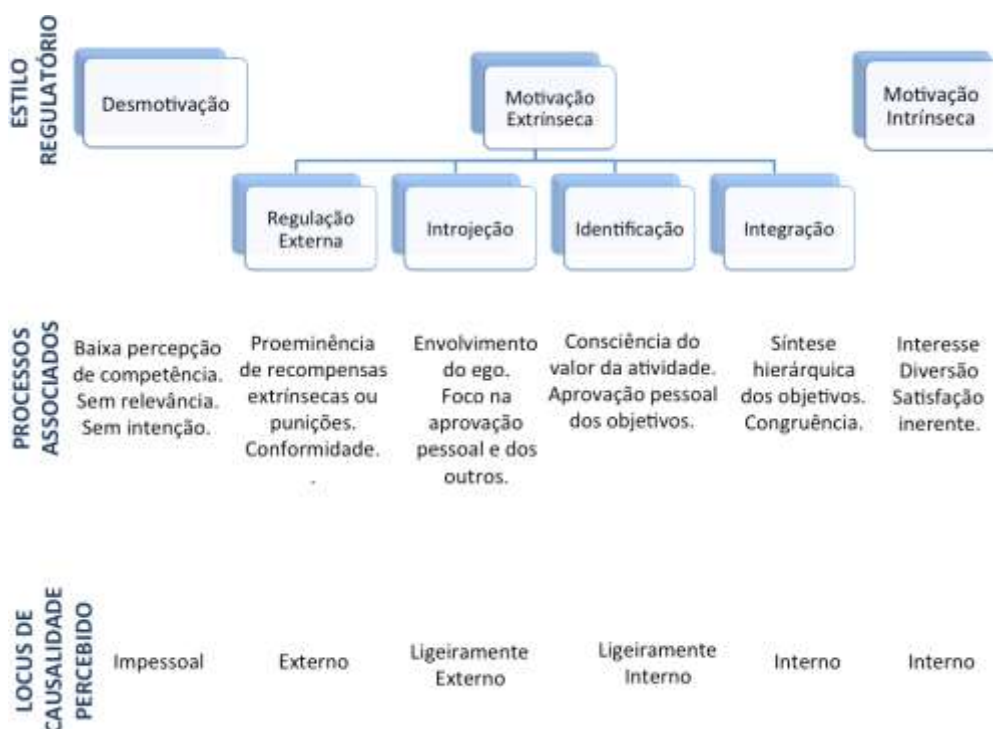 ESTILO
REGULATÓRIO
Desmotivação
Motivação
Extrínseca
Motivação
Intrínseca
Regulação
Externa
Introjeção
Identificação
Integração
PROCESSOS
ASSOCIADOS
Baixa percepção
de competência.
Sem relevância.
Sem intenção.
Proeminência
de recompensas
extrínsecas ou
punições.
Conformidade.
.
Envolvimento
do ego.
Foco na
aprovação
pessoal e dos
outros.
Consciência do
valor da atividade.
Aprovação pessoal
dos objetivos.
Síntese
hierárquica
dos objetivos.
Congruência.
Interesse
Diversão
Satisfação
inerente.
LOCUS DE
CAUSALIDADE
PERCEBIDO
Impessoal
Externo
Ligeiramente
Externo
Ligeiramente
Interno
Interno
Interno